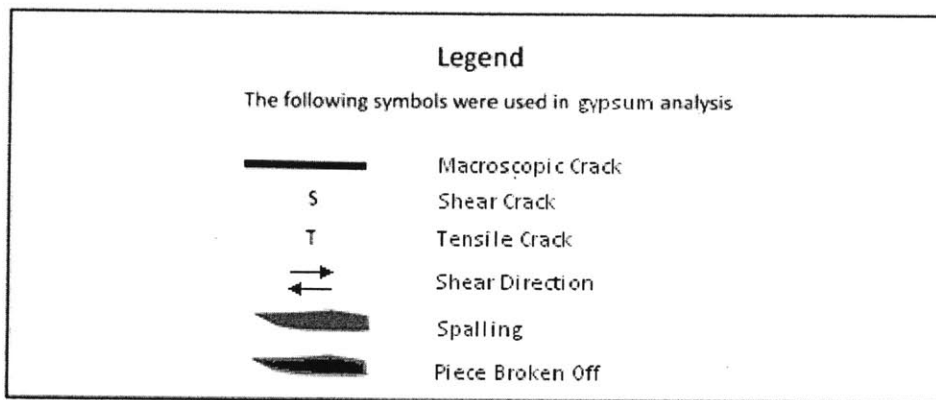 Legend
The following symbols were used in gypsum analysis
Macroscopic Crack
S Shear Crack
T Tensile Crack
Shear Direction
Spalling
Piece Broken Off